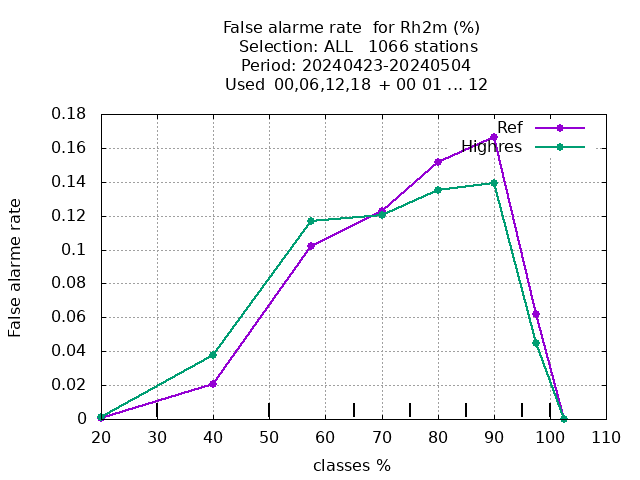 False alarme rate for Rh2m (%)
Selection: ALL 1066 stations
Period: 20240423-20240504
Used 00,06,12,18 + 00 01 ... 12
0.18
0.16
0.14
0.12
0.1
0.08
0.06
0.04
0.02
0
False alarme rate
Ref
Highres
20 30 40 50 60 70 80 90 100 110
classes %